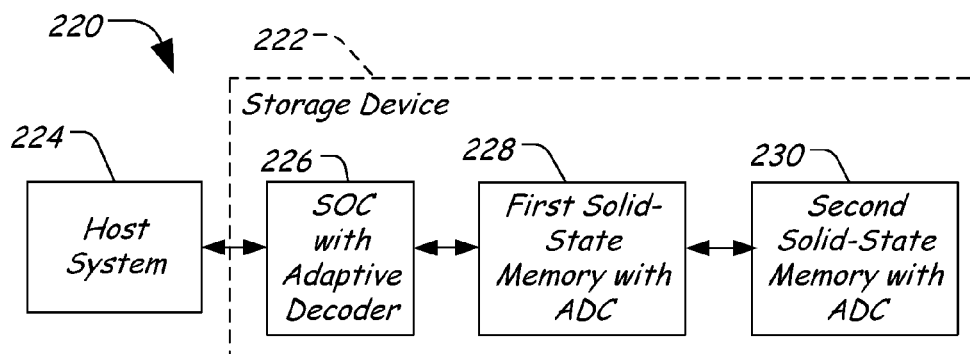 220
222
Storage Device
224
226
228
230
Host
System
SOC
with
Adaptive
Decoder
First Solid-
State
Memory with
ADC
Second
Solid-State
Memory with
ADC